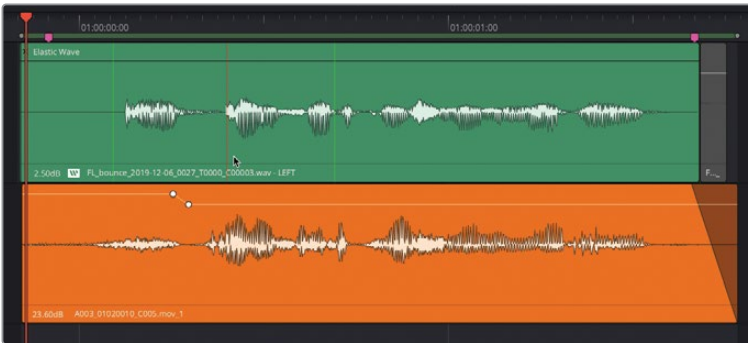 01:00:00:00
01:00:01:00
Elastic Wave
2.50dB W FL_bounce_2019-12-06_0027_T0000_C00003.wav - LEFT
F..._
23.60dB A003_01020010_C005.mov_1